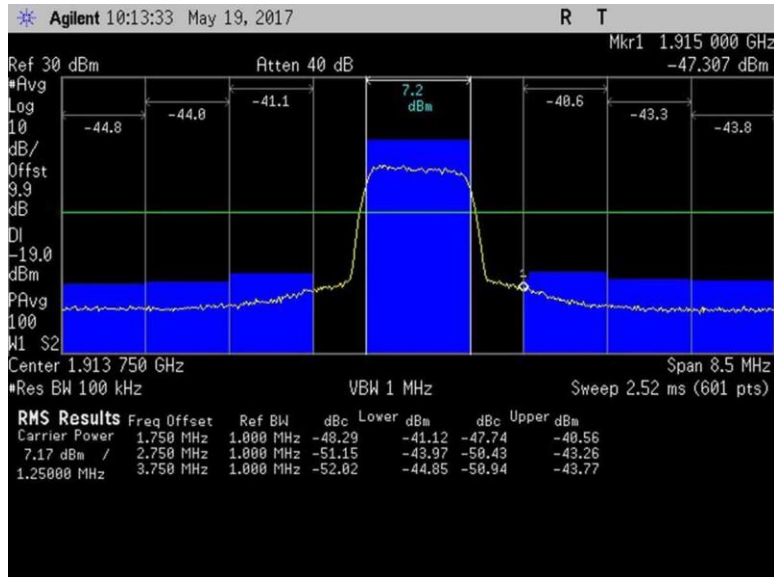 Agilent 10:13:33 May 19, 2017 R T
Mkr1 1.915 000 GHz
Ref 30 dBm Atten 40 dB -47.307 dBm
#Avg
Log
10
dB/
Offst
9.9
dB
DI
-19.0
dBm
PAvg
100
W1 S2
-44.8 -44.0 -41.1 7.2 dBm -40.6 -43.3 -43.8
1
Center 1.913 750 GHz Span 8.5 MHz
#Res BW 100 kHz VBW 1 MHz Sweep 2.52 ms (601 pts)
RMS Results Freq Offset Ref BW dBc Lower dBm dBc Upper dBm
Carrier Power 1.750 MHz 1.000 MHz -48.29 -41.12 -47.74 -40.56
7.17 dBm / 2.750 MHz 1.000 MHz -51.15 -43.97 -50.43 -43.26
1.25000 MHz 3.750 MHz 1.000 MHz -52.02 -44.85 -50.94 -43.77